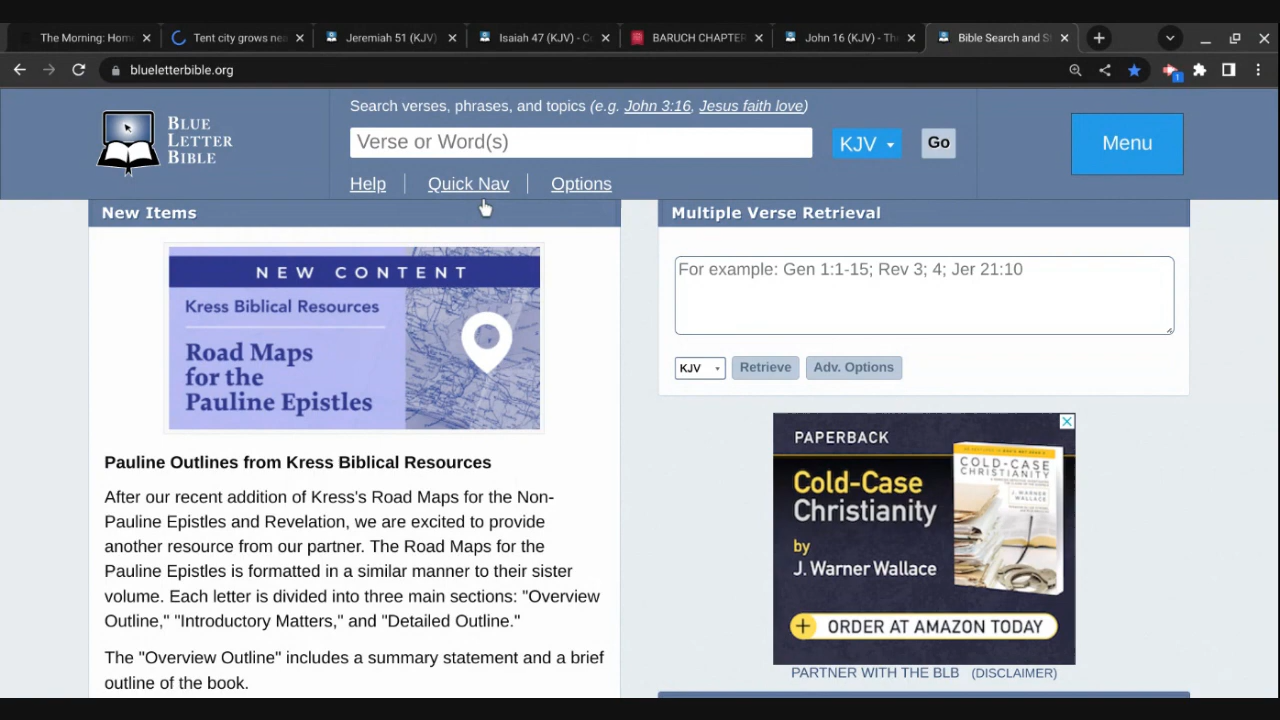 The Morning: Hom
Tent city grows ne
Jeremiah 51 (KJV)
Isaiah 47 (KJV) - C
BARUCH CHAPTER
John 16 (KJV) - Th
Bible Search and S
blueletterbible.org
1
BLUE
LETTER
BIBLE
Search verses, phrases, and topics (e.g. John 3:16, Jesus faith love)
Verse or Word(s)
KJV
Go
Menu
Help
Quick Nav
Options
New Items
NEW CONTENT
Kress Biblical Resources
Road Maps
for the
Pauline Epistles
Pauline Outlines from Kress Biblical Resources
After our recent addition of Kress's Road Maps for the Non-
Pauline Epistles and Revelation, we are excited to provide
another resource from our partner. The Road Maps for the
Pauline Epistles is formatted in a similar manner to their sister
volume. Each letter is divided into three main sections: "Overview
Outline," "Introductory Matters," and "Detailed Outline."
The "Overview Outline" includes a summary statement and a brief
outline of the book.
Multiple Verse Retrieval
For example: Gen 1:1-15; Rev 3; 4; Jer 21:10
KJV
Retrieve
Adv. Options
PAPERBACK
Cold-Case
Christianity
by
J. Warner Wallace
COLD-CASE
CHRISTIANITY
J. WARNER
WALLACE
ORDER AT AMAZON TODAY
PARTNER WITH THE BLB (DISCLAIMER)